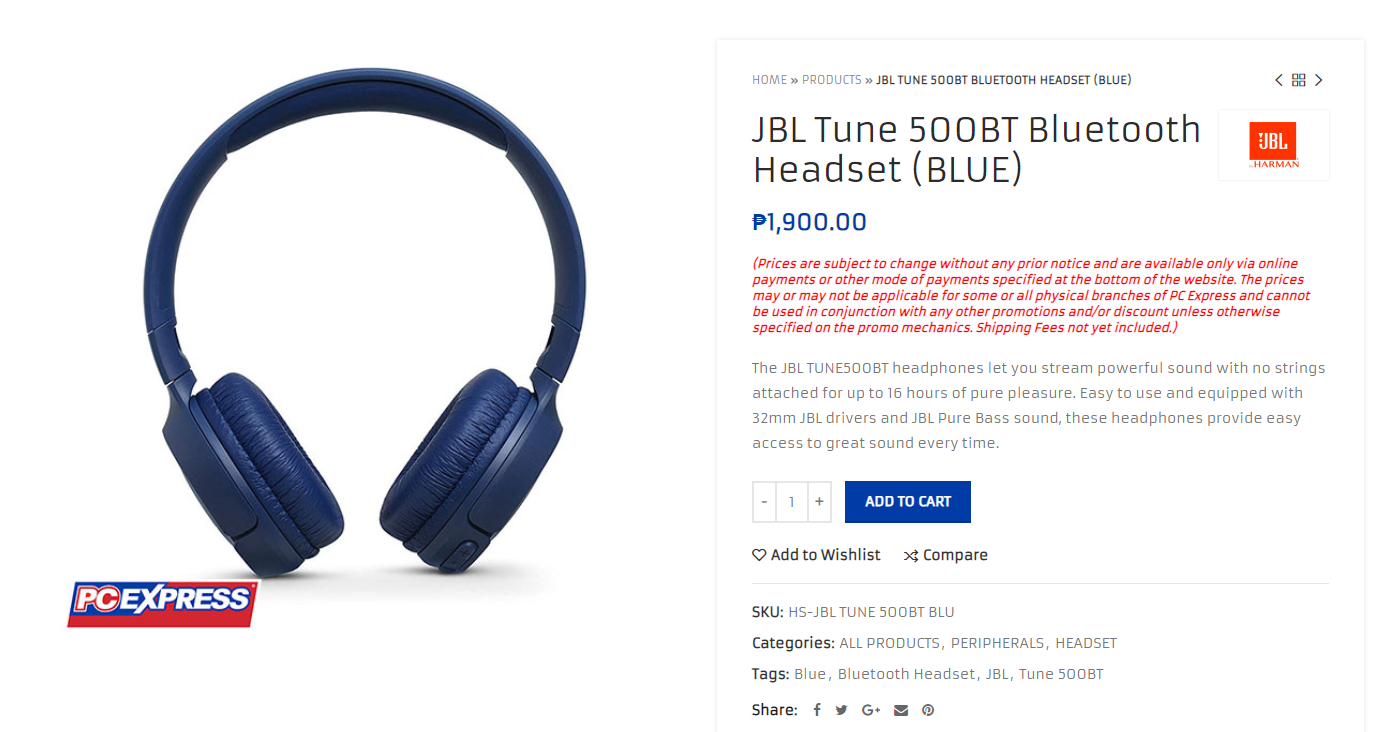 HOME » PRODUCTS » JBL TUNE 500BT BLUETOOTH HEADSET (BLUE)
JBL Tune 500BT Bluetooth
Headset (BLUE)
JBL
by HARMAN
₱1,900.00
(Prices are subject to change without any prior notice and are available only via online
payments or other mode of payments specified at the bottom of the website. The prices
may or may not be applicable for some or all physical branches of PC Express and cannot
be used in conjunction with any other promotions and/or discount unless otherwise
specified on the promo mechanics. Shipping Fees not yet included.)
The JBL TUNE500BT headphones let you stream powerful sound with no strings
attached for up to 16 hours of pure pleasure. Easy to use and equipped with
32mm JBL drivers and JBL Pure Bass sound, these headphones provide easy
access to great sound every time.
- 1 + ADD TO CART
Add to Wishlist Compare
PC EXPRESS
SKU: HS-JBL TUNE 500BT BLU
Categories: ALL PRODUCTS, PERIPHERALS, HEADSET
Tags: Blue, Bluetooth Headset, JBL, Tune 500BT
Share: